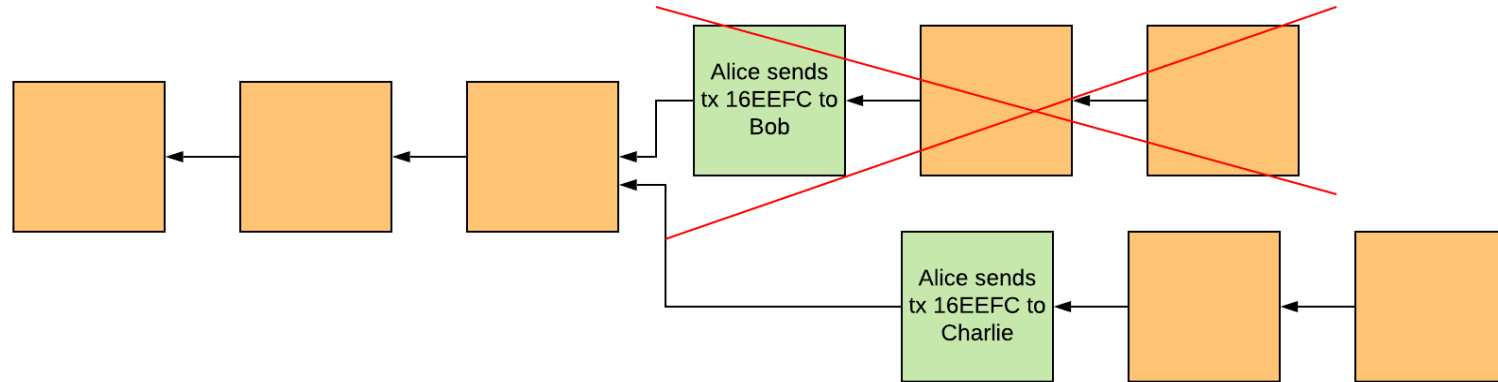 Alice sends
tx 16EEFC to
Bob
Alice sends
tx 16EEFC to
Charlie